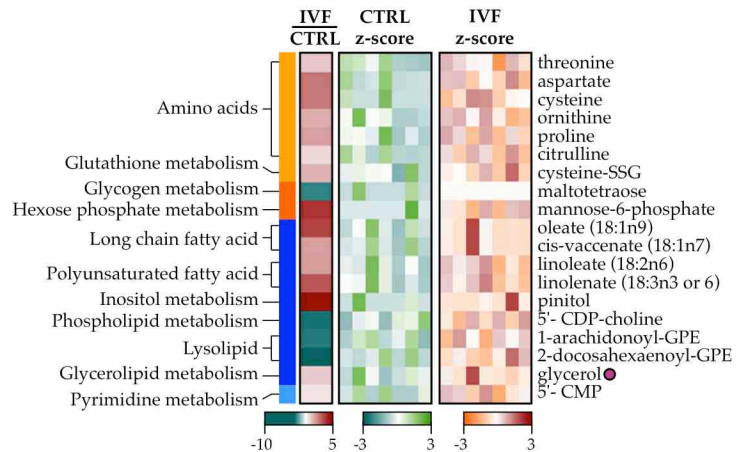 IVF CTRL IVF
CTRL z-score z-score
threonine
aspartate
Amino acids cysteine
ornithine
proline
citrulline
Glutathione metabolism cysteine-SSG
Glycogen metabolism maltotetraose
Hexose phosphate metabolism mannose-6-phosphate
oleate (18:1n9)
Long chain fatty acid cis-vaccenate (18:1n7)
linoleate (18:2n6)
Polyunsaturated fatty acid linolenate (18:3n3 or 6)
Inositol metabolism pinitol
Phospholipid metabolism 5'- CDP-choline
1-arachidonoyl-GPE
Lysolipid 2-docosahexaenoyl-GPE
Glycerolipid metabolism glycerol
Pyrimidine metabolism 5'- CMP
-10 5 -3 3 -3 3